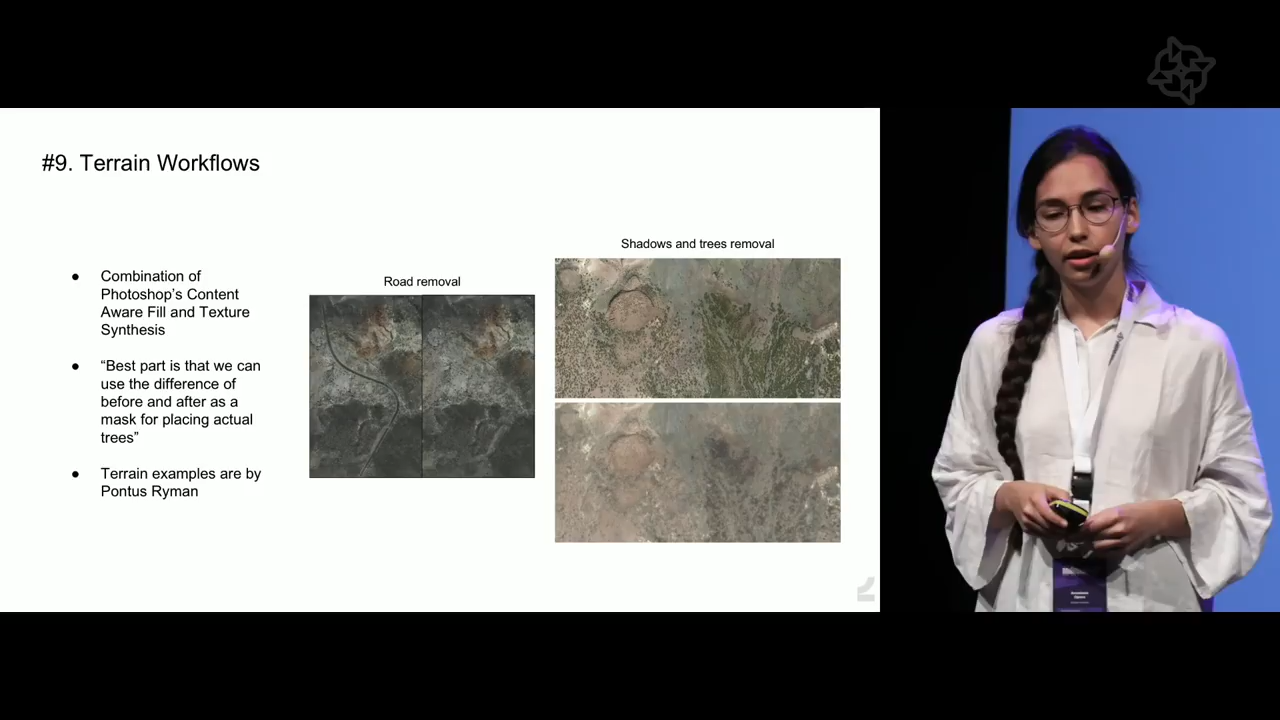 #9. Terrain Workflows
● Combination of
Photoshop's Content
Aware Fill and Texture
Synthesis
● “Best part is that we can
use the difference of
before and after as a
mask for placing actual
trees”
● Terrain examples are by
Pontus Ryman
Road removal
Shadows and trees removal